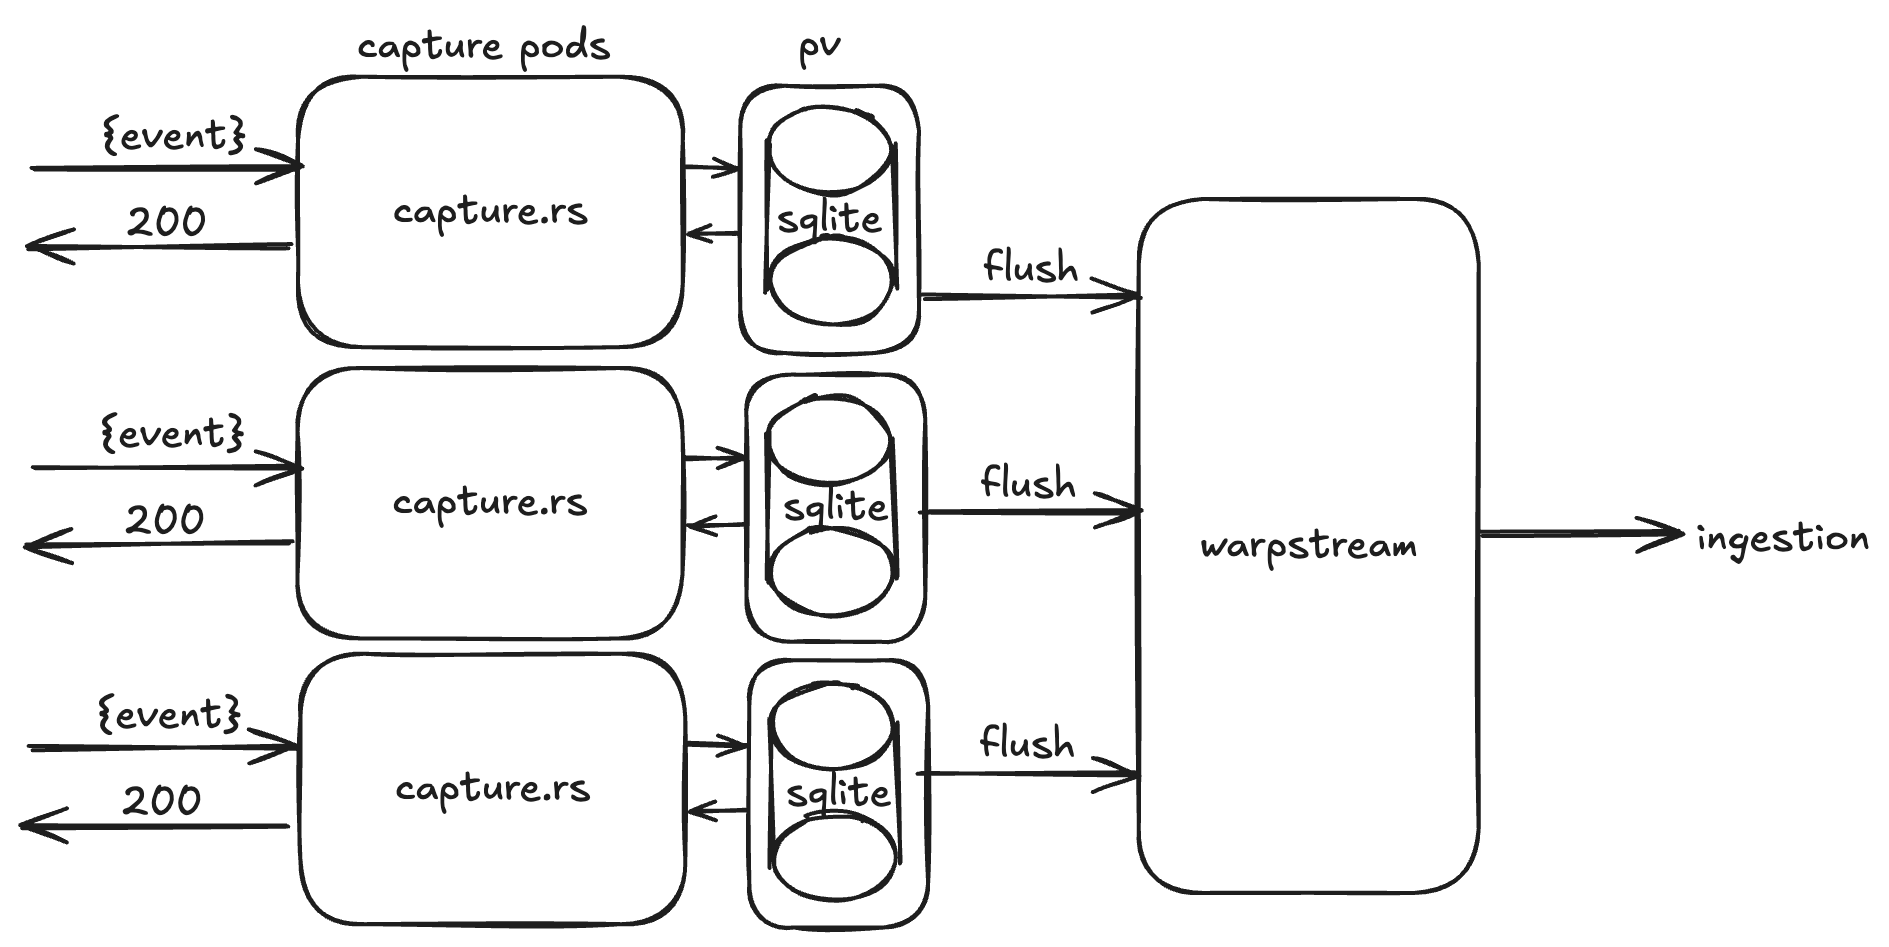 capture pods
pv
{event}
200
capture.rs
sqlite
flush
{event}
200
capture.rs
sqlite
flush
{event}
200
capture.rs
sqlite
flush
warpstream
ingestion